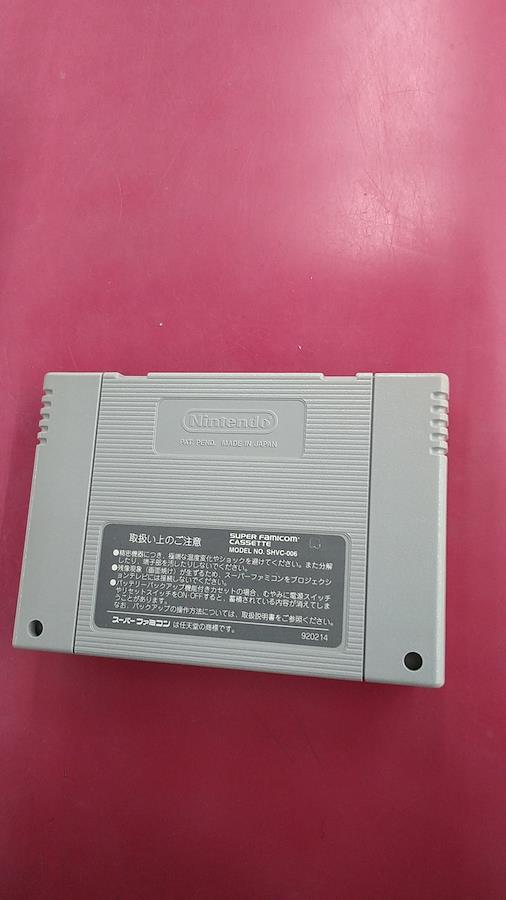 Nintendo
PAT. PEND. MADE IN JAPAN
取扱い上のご注意
SUPER FAMICOM
CASSETTE
MODEL NO. SHVC-006
●精密機器につき、極端な温度変化やショックを避けてください。また分解
したり、端子部を汚したりしないでください。
●残像現象（画面焼け）が生ずるため、スーパーファミコンをプロジェクシ
ョンテレビには接続しないでください。
●バッテリーバックアップ機能付きカセットの場合、むやみに電源スイッチ
やリセットスイッチをON・OFFすると、蓄積されている内容が消えてしま
うことがあります。
なお、バックアップの操作方法については、取扱説明書をご参照ください。
スーパーファミコン は任天堂の商標です。
920214